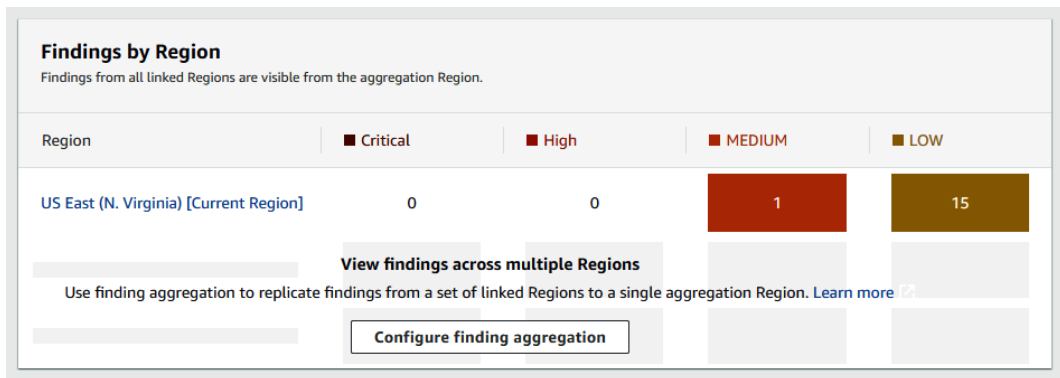 Findings by Region
Findings from all linked Regions are visible from the aggregation Region.
Region Critical High MEDIUM LOW
US East (N. Virginia) [Current Region] 0 0 1 15
View findings across multiple Regions
Use finding aggregation to replicate findings from a set of linked Regions to a single aggregation Region. Learn more
Configure finding aggregation